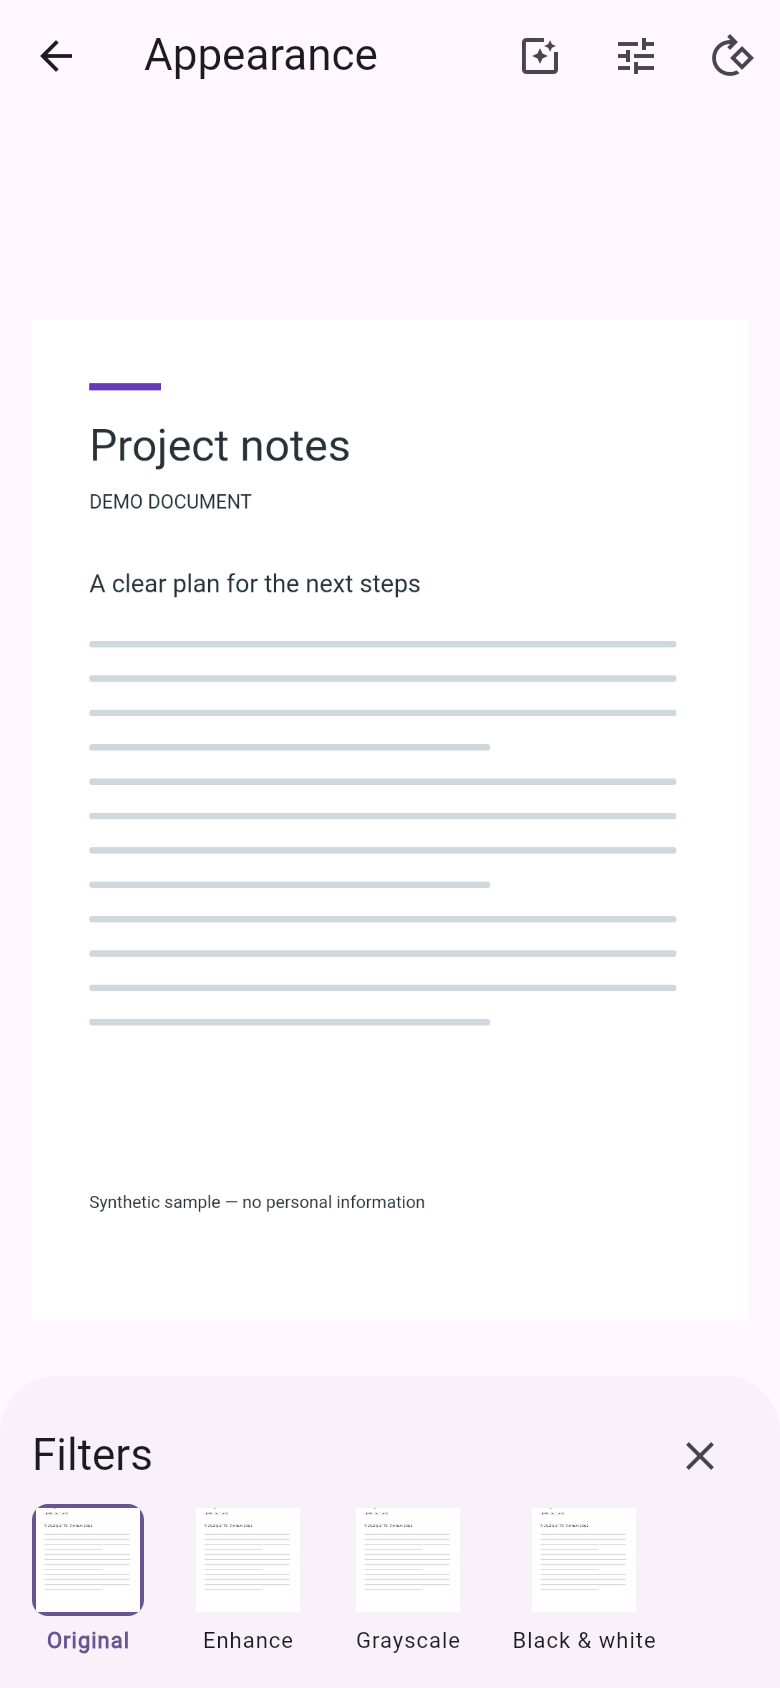 Appearance
Project notes
DEMO DOCUMENT
A clear plan for the next steps
Synthetic sample — no personal information
Filters
Original
Enhance
Grayscale
Black & white